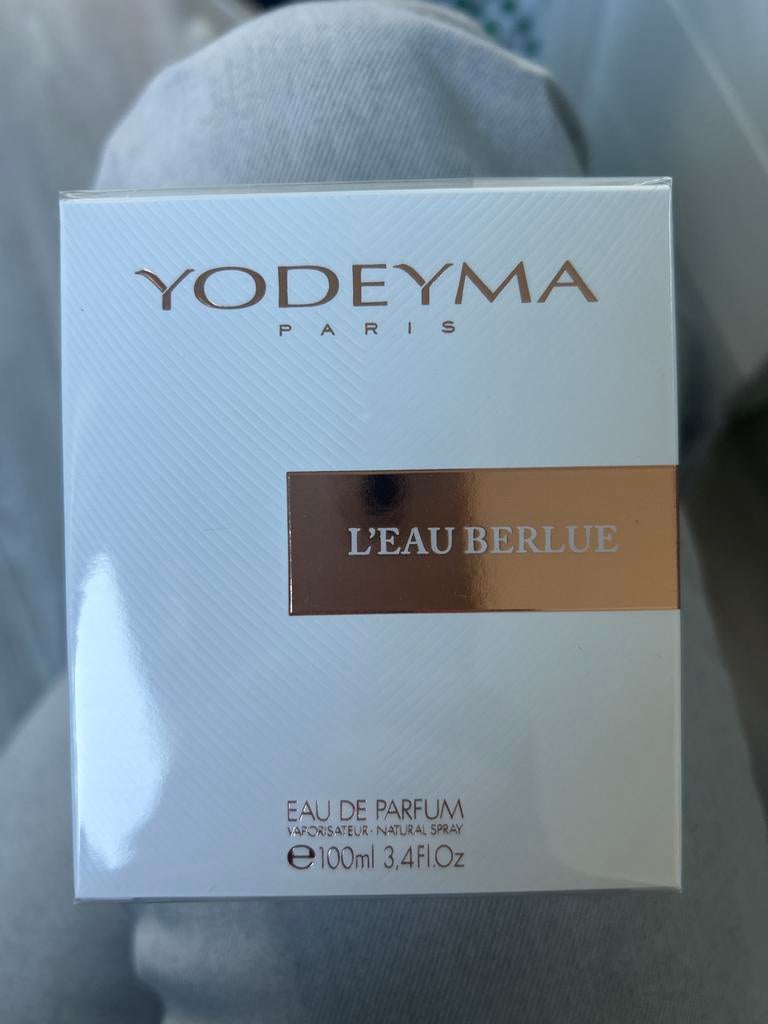 YODEYMA
PARIS
L'EAU BERLUE
EAU DE PARFUM
VAPORISATEUR · NATURAL SPRAY
℮100ml 3,4Fl.Oz